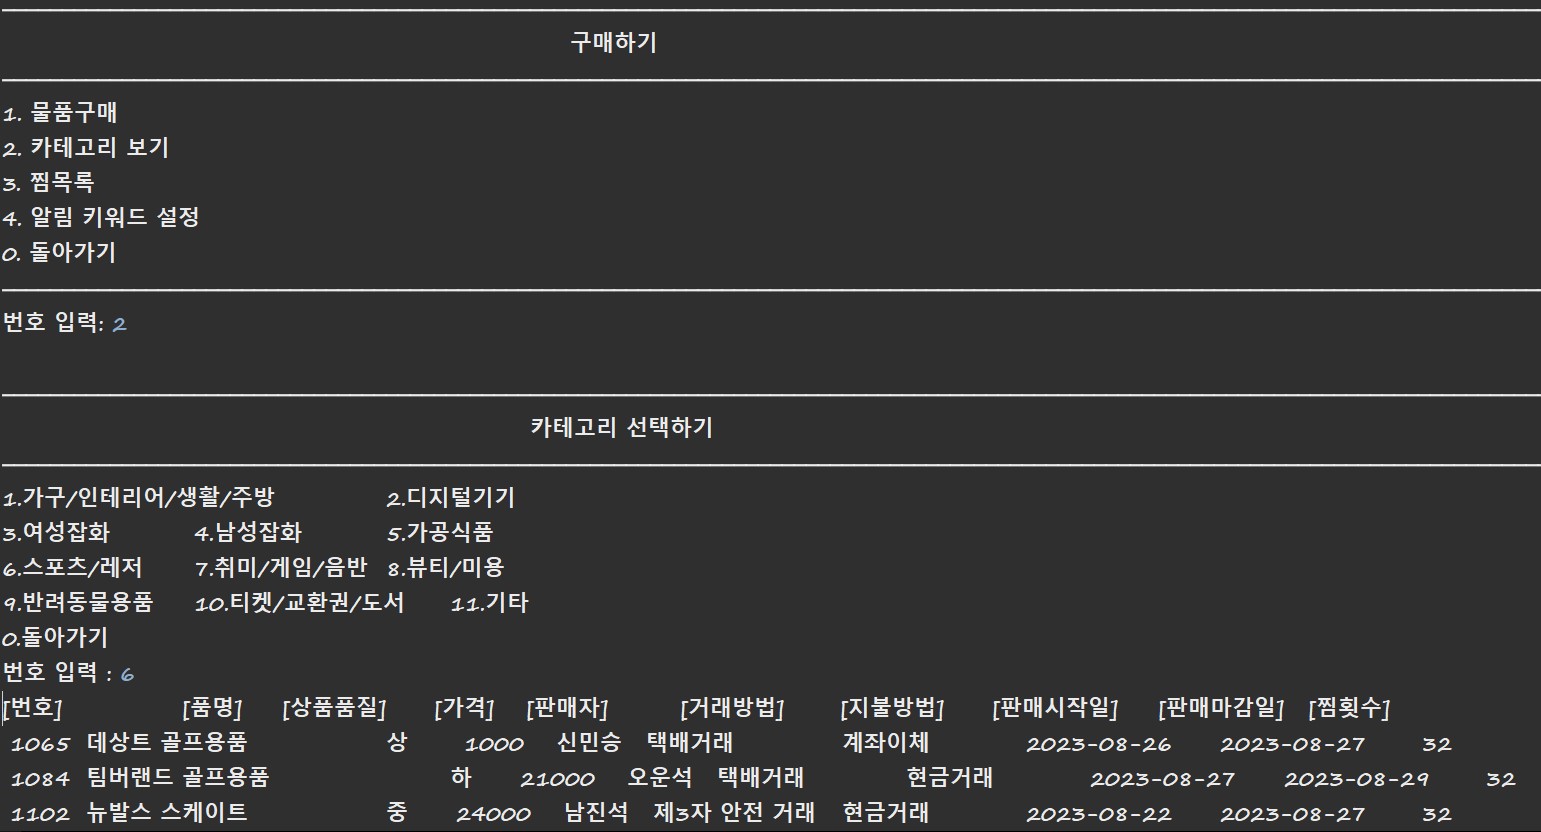 구매하기
1. 물품구매
2. 카테고리 보기
3. 찜목록
4. 알림 키워드 설정
0. 돌아가기
번호 입력: 2
카테고리 선택하기
1.가구/인테리어/생활/주방 2.디지털기기
3.여성잡화 4.남성잡화 5.가공식품
6.스포츠/레저 7.취미/게임/음반 8.뷰티/미용
9.반려동물용품 10.티켓/교환권/도서 11.기타
0.돌아가기
번호 입력 : 6
[번호] [품명] [상품품질] [가격] [판매자] [거래방법] [지불방법] [판매시작일] [판매마감일] [찜횟수]
1065 데상트 골프용품 상 1000 신민승 택배거래 계좌이체 2023-08-26 2023-08-27 32
1084 팀버랜드 골프용품 하 21000 오운석 택배거래 현금거래 2023-08-27 2023-08-29 32
1102 뉴발스 스케이트 중 24000 남진석 제3자 안전 거래 현금거래 2023-08-22 2023-08-27 32